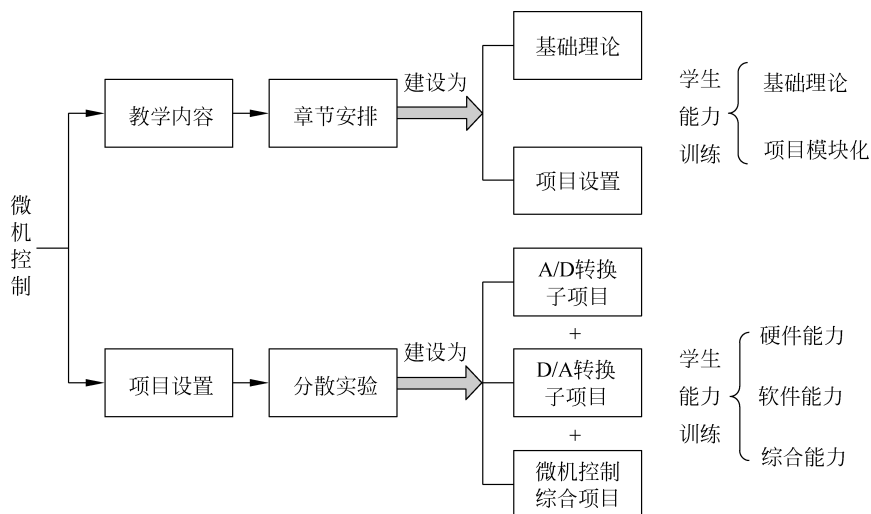 微机控制
教学内容
章节安排
建设为
基础理论
项目设置
学生
能力
训练
基础理论
项目模块化
项目设置
分散实验
建设为
A/D转换
子项目
+
D/A转换
子项目
+
微机控制
综合项目
学生
能力
训练
硬件能力
软件能力
综合能力